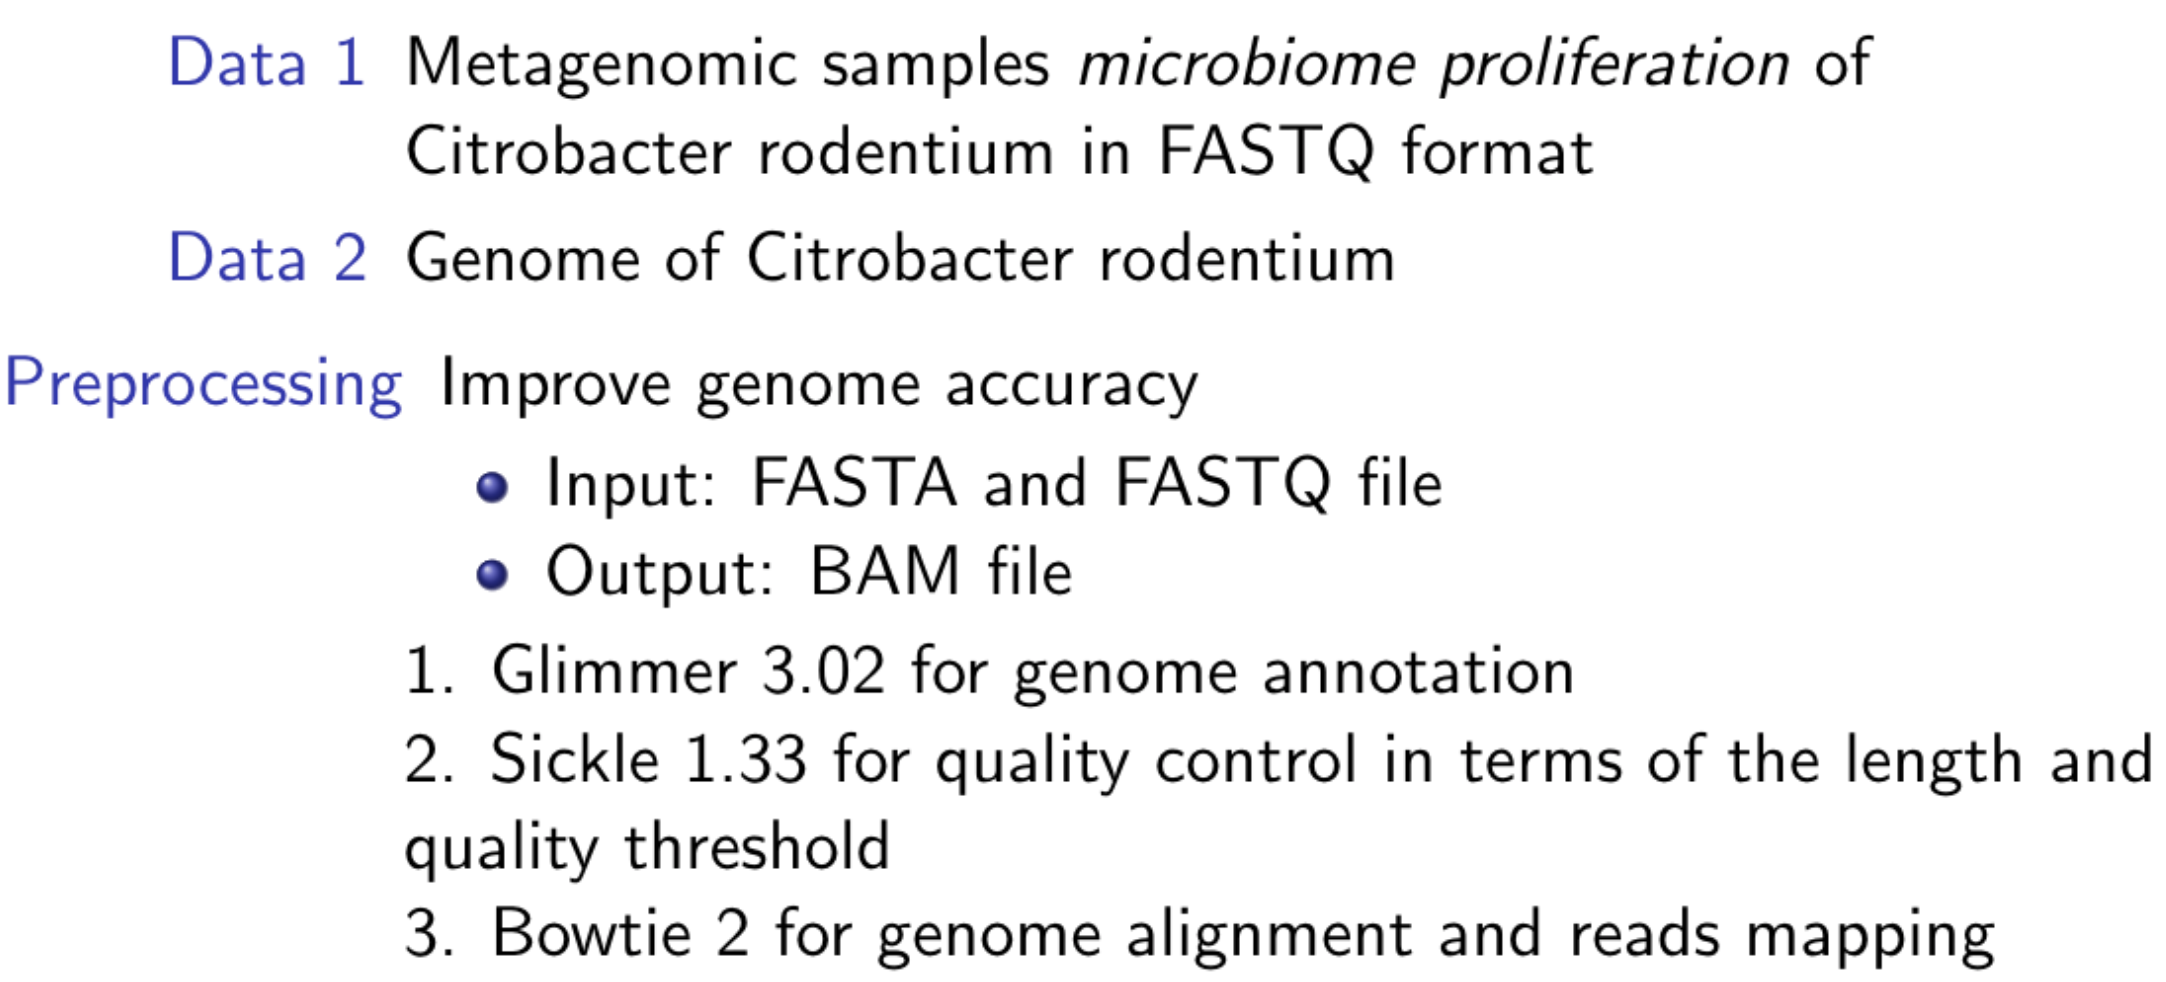 Data 1 Metagenomic samples microbiome proliferation of
Citrobacter rodentium in FASTQ format
Data 2 Genome of Citrobacter rodentium
Preprocessing Improve genome accuracy
Input: FASTA and FASTQ file
Output: BAM file
1. Glimmer 3.02 for genome annotation
2. Sickle 1.33 for quality control in terms of the length and
quality threshold
3. Bowtie 2 for genome alignment and reads mapping